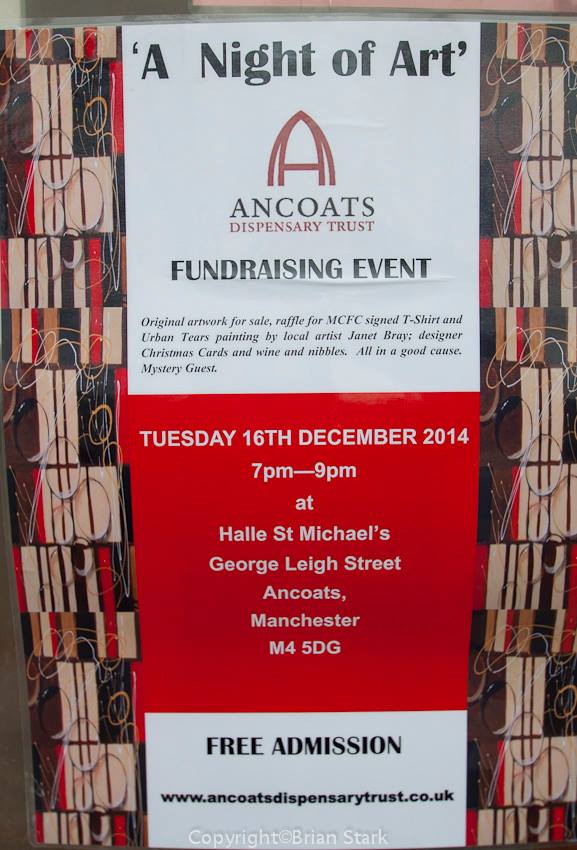 ‘A Night of Art’
ANCOATS
DISPENSARY TRUST
FUNDRAISING EVENT
Original artwork for sale, raffle for MCFC signed T-Shirt and
Urban Tears painting by local artist Janet Bray; designer
Christmas Cards and wine and nibbles. All in a good cause.
Mystery Guest.
TUESDAY 16TH DECEMBER 2014
7pm—9pm
at
Halle St Michael’s
George Leigh Street
Ancoats,
Manchester
M4 5DG
FREE ADMISSION
www.ancoatsdispensarytrust.co.uk
Copyright©Brian Stark